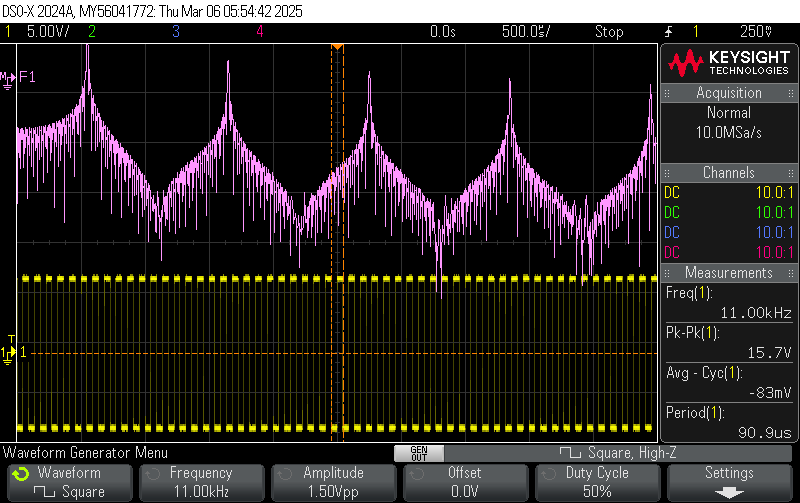 DSO-X 2024A, MY56041772: Thu Mar 06 05:54:42 2025
1 5.00V/ 2 3 4 0.0s 500.0s/ Stop 1 250V
M F1
KEYSIGHT
TECHNOLOGIES
Acquisition
Normal
10.0MSa/s
Channels
DC 10.0:1
DC 10.0:1
DC 10.0:1
DC 10.0:1
Measurements
Freq(1):
11.00kHz
Pk-Pk(1):
15.7V
Avg - Cyc(1):
-83mV
Period(1):
90.9us
T
1 1
Waveform Generator Menu
GEN
OUT
Square, High-Z
Waveform
Square
Frequency
11.00kHz
Amplitude
1.50Vpp
Offset
0.0V
Duty Cycle
50%
Settings